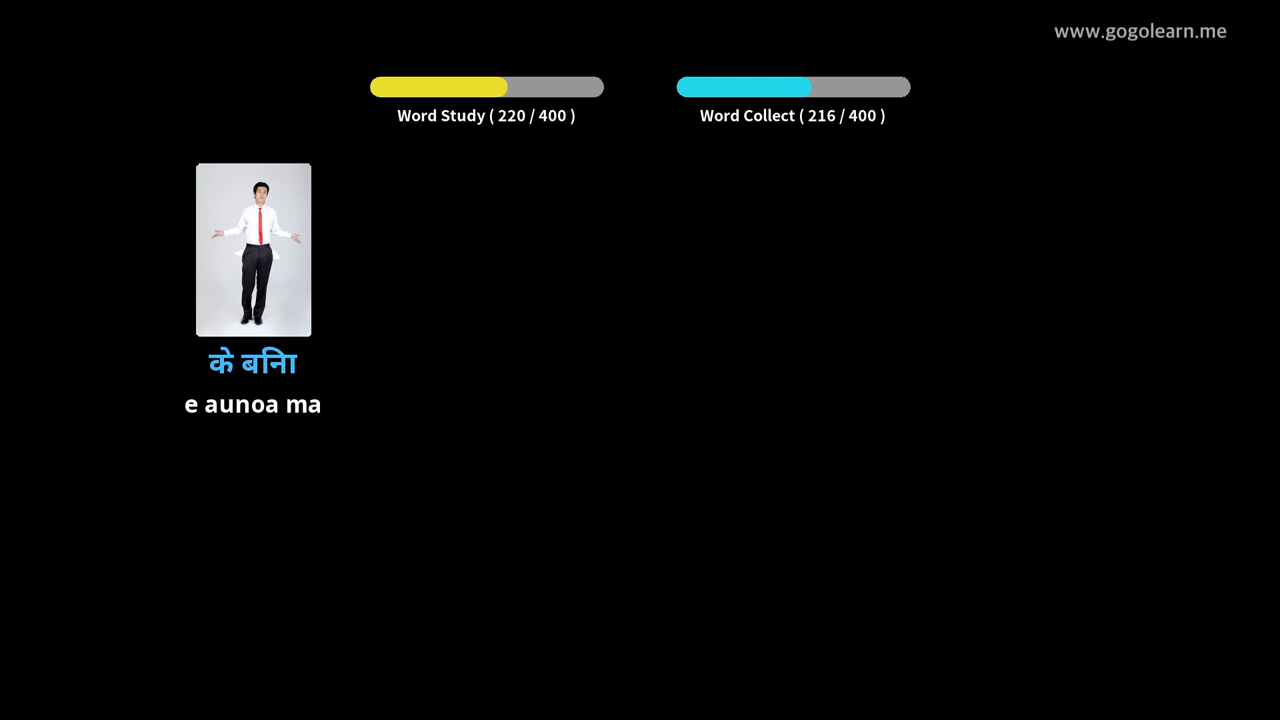 www.gogolearn.me
Word Study ( 220 / 400 )
Word Collect ( 216 / 400 )
के बिना
e aunoa ma